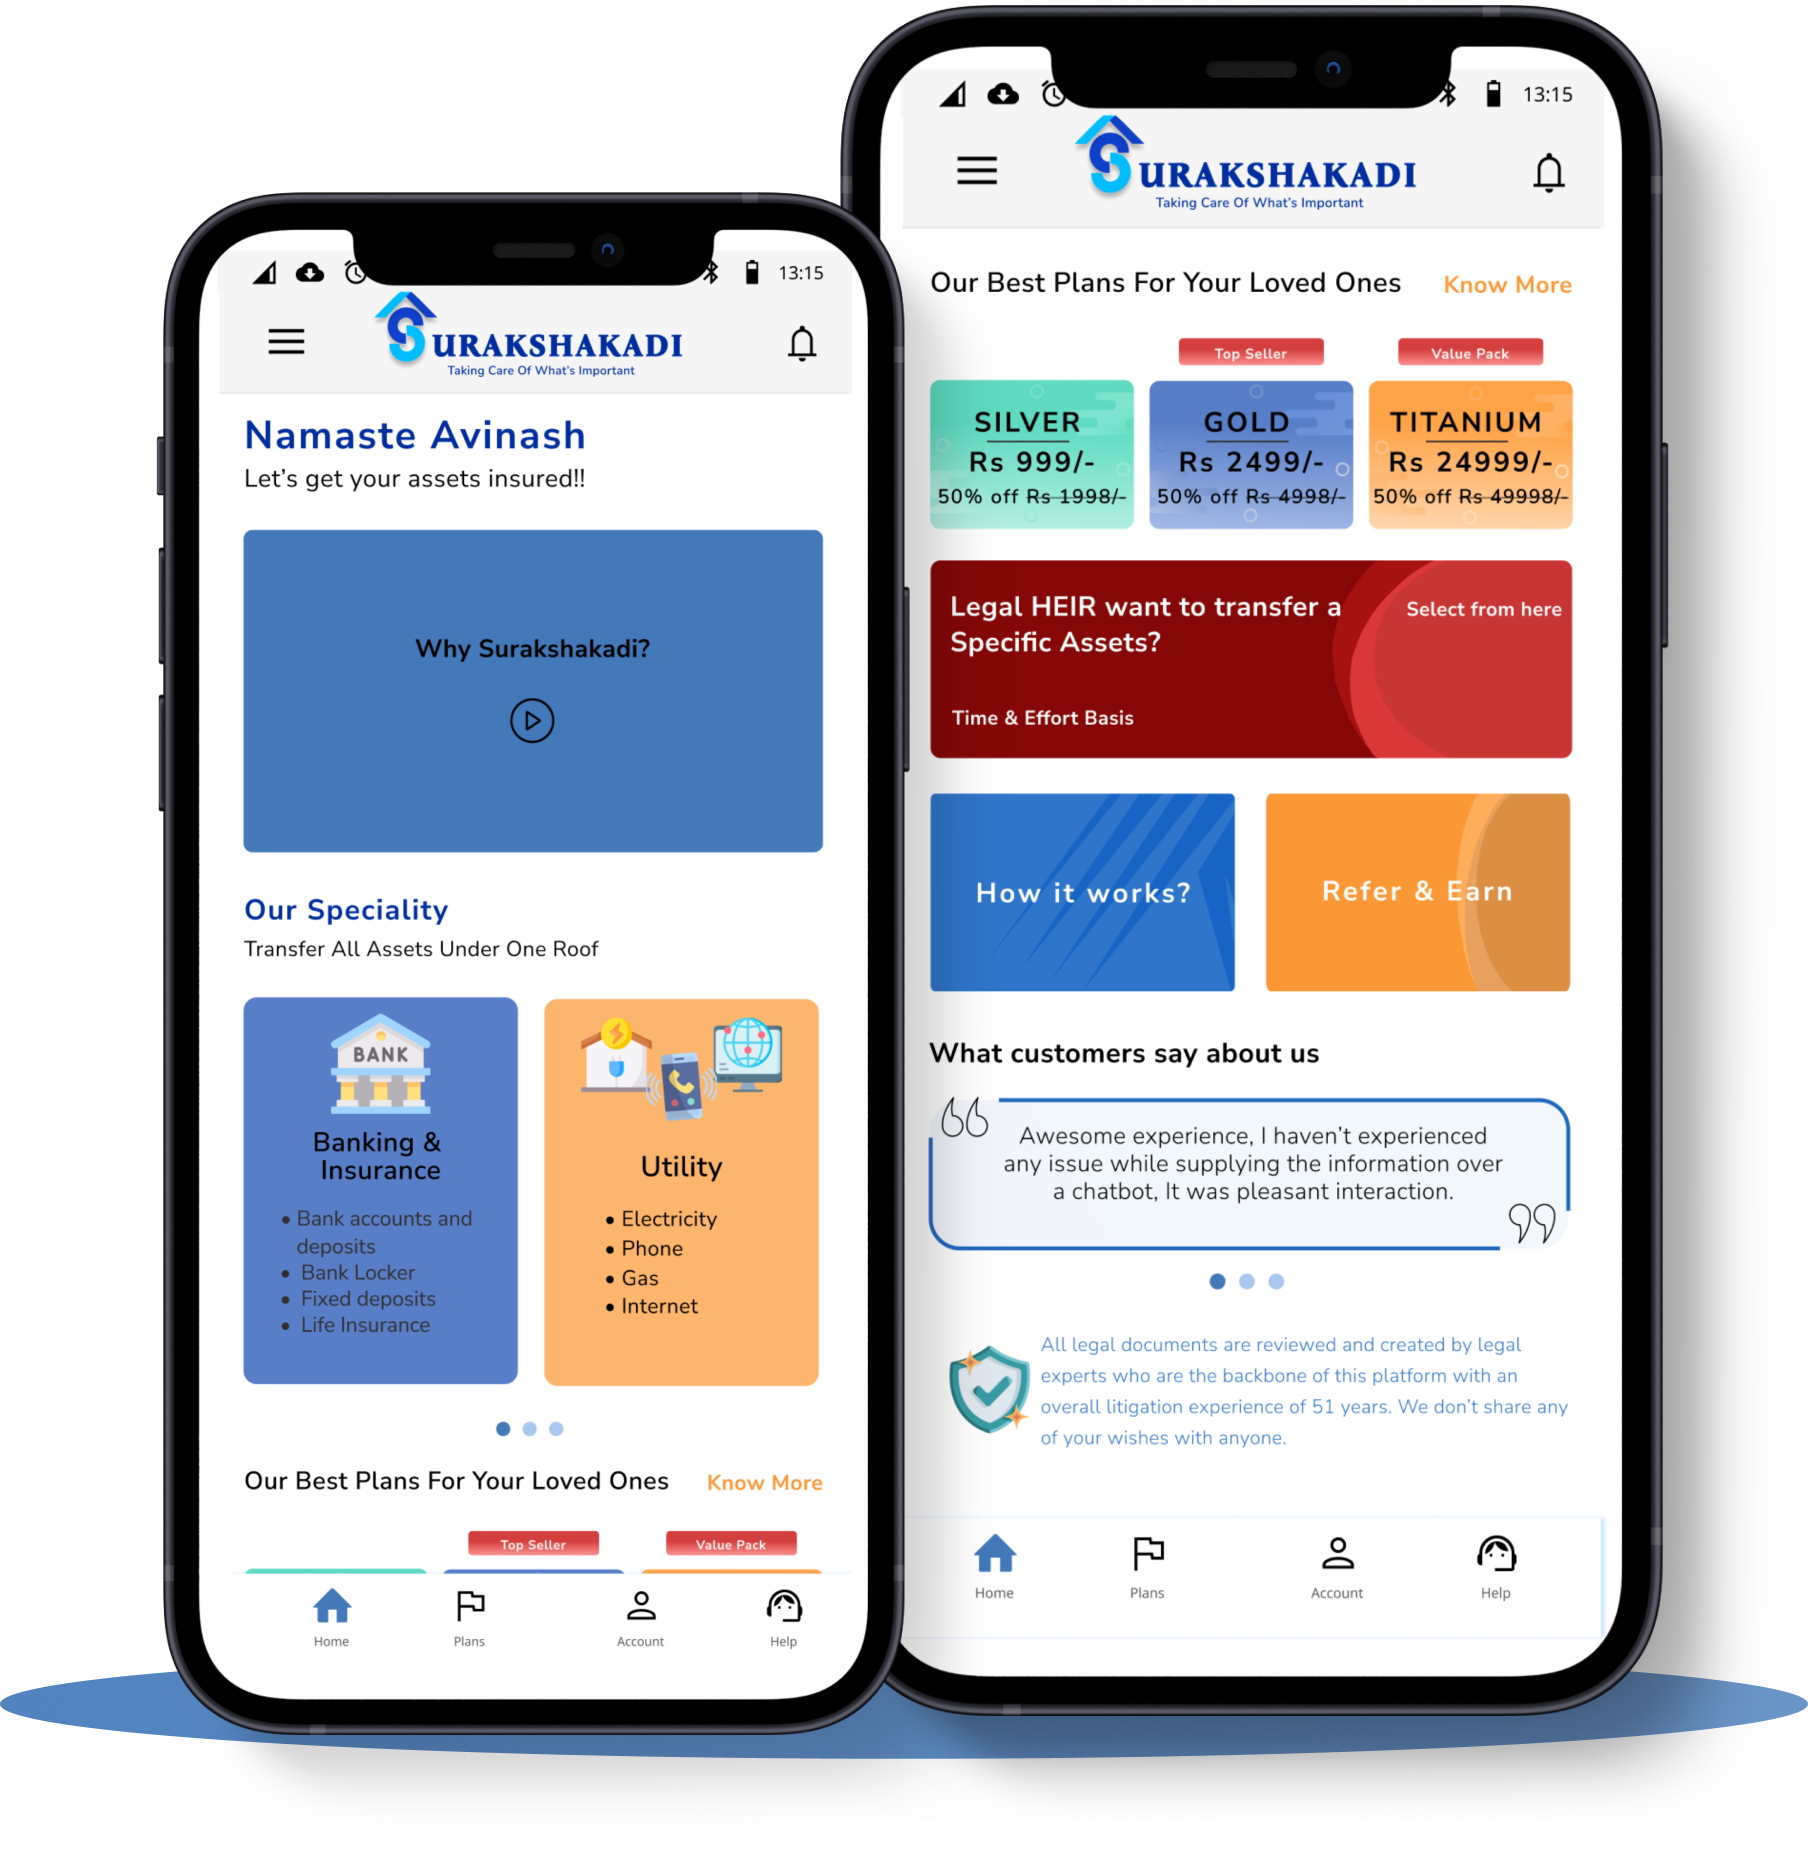 13:15
SURAKSHAKADI
Taking Care Of What's Important
Namaste Avinash
Let's get your assets insured!!
Why Surakshakadi?
Our Speciality
Transfer All Assets Under One Roof
BANK
Banking &
Insurance
• Bank accounts and
deposits
• Bank Locker
• Fixed deposits
• Life Insurance
Utility
• Electricity
• Phone
• Gas
• Internet
Our Best Plans For Your Loved Ones Know More
Top Seller Value Pack
Home Plans Account Help
13:15
SURAKSHAKADI
Taking Care Of What's Important
Our Best Plans For Your Loved Ones Know More
Top Seller Value Pack
SILVER
Rs 999/-
50% off Rs 1998/-
GOLD
Rs 2499/-
50% off Rs 4998/-
TITANIUM
Rs 24999/-
50% off Rs 49998/-
Legal HEIR want to transfer a
Specific Assets?
Select from here
Time & Effort Basis
How it works?
Refer & Earn
What customers say about us
“
Awesome experience, I haven't experienced
any issue while supplying the information over
a chatbot, It was pleasant interaction.
”
All legal documents are reviewed and created by legal
experts who are the backbone of this platform with an
overall litigation experience of 51 years. We don't share any
of your wishes with anyone.
Home Plans Account Help